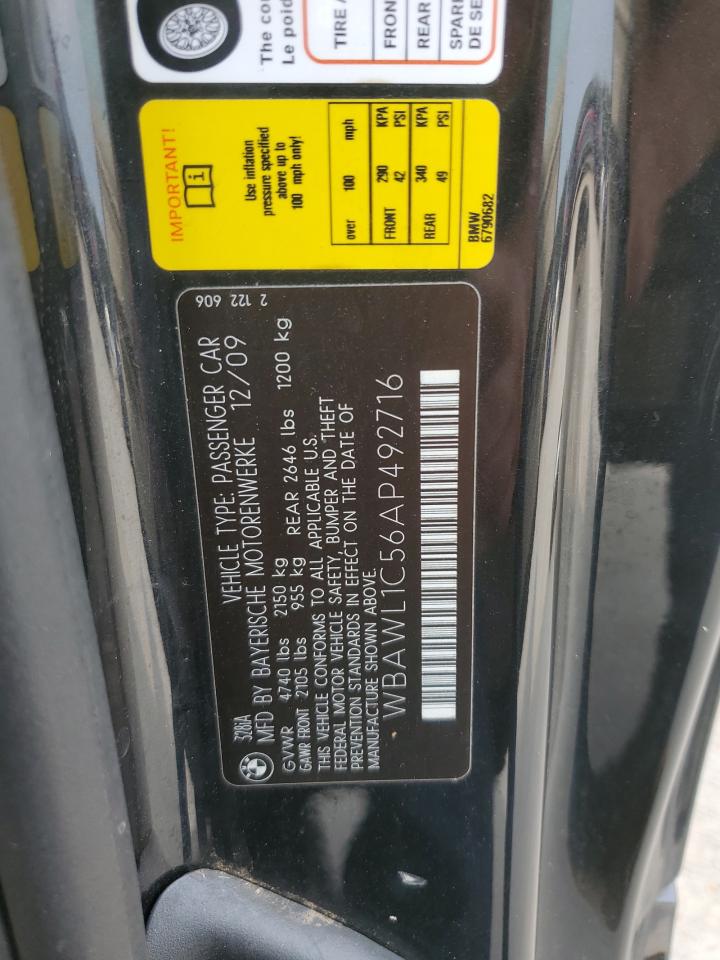 The co
Le poid
TIRE A
FRON
REAR
SPARE
DE SE
IMPORTANT!
Use inflation
pressure specified
above up to
100 mph only!
over 100 mph
FRONT 290 KPA
42 PSI
REAR 340 KPA
49 PSI
BMW
6790682
2 122 606
328IA VEHICLE TYPE: PASSENGER CAR
MFD BY BAYERISCHE MOTORENWERKE 12/09
GVWR 4740 lbs 2150 kg
GAWR FRONT 2105 lbs 955 kg REAR 2646 lbs 1200 kg
THIS VEHICLE CONFORMS TO ALL APPLICABLE U.S.
FEDERAL MOTOR VEHICLE SAFETY, BUMPER AND THEFT
PREVENTION STANDARDS IN EFFECT ON THE DATE OF
MANUFACTURE SHOWN ABOVE.
WBAWL1C56AP492716